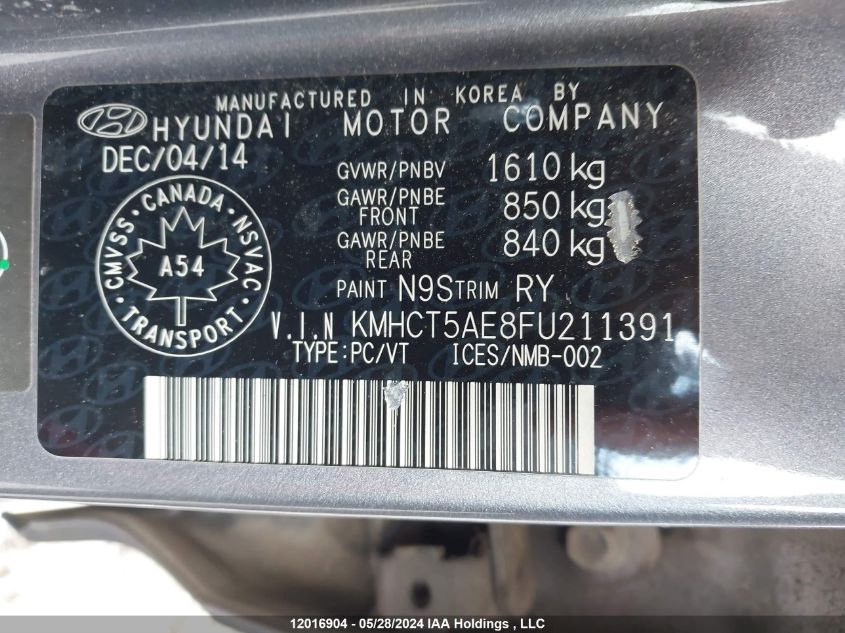 MANUFACTURED IN KOREA BY
HYUNDAI MOTOR COMPANY
DEC/04/14
GVWR/PNBV 1610 kg
GAWR/PNBE FRONT 850 kg
GAWR/PNBE REAR 840 kg
CANADA
CMVSS NSVAC
A54
TRANSPORT
PAINT N9S TRIM RY
V.I.N KMHCT5AE8FU211391
TYPE:PC/VT ICES/NMB-002
12016904 - 05/28/2024 IAA Holdings , LLC